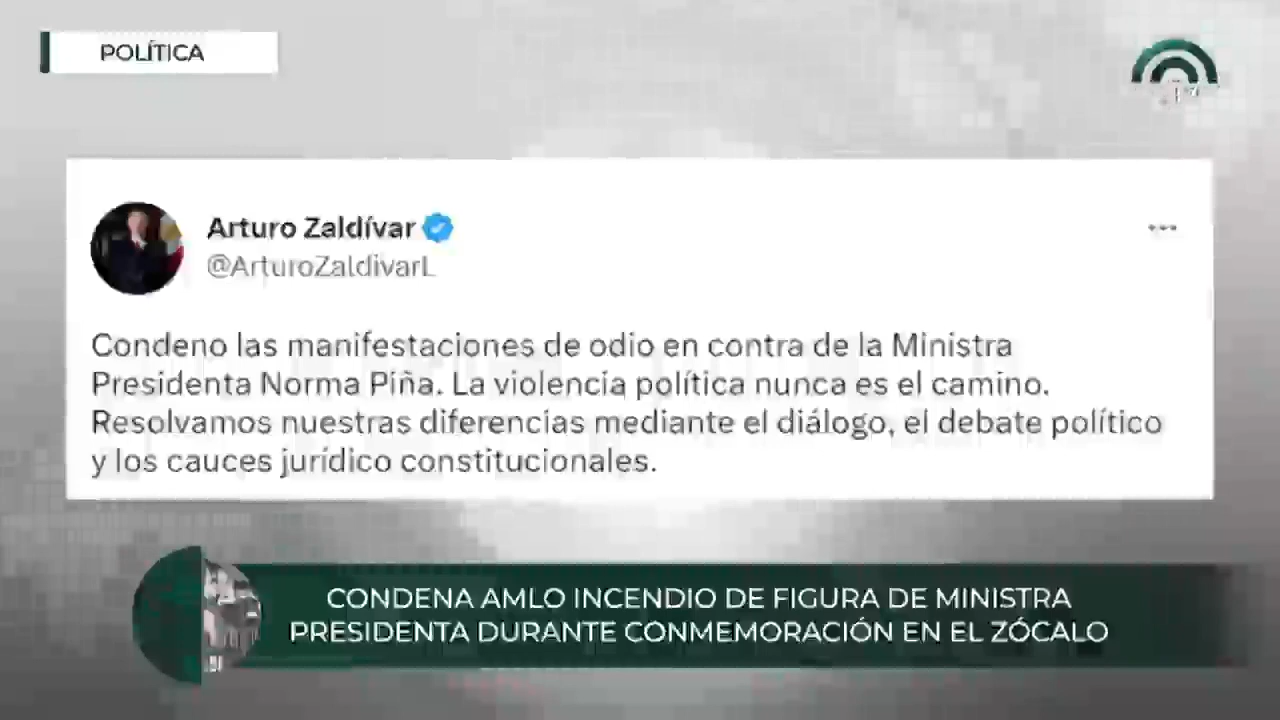 POLÍTICA
Arturo Zaldívar
@ArturoZaldivarL
Condeno las manifestaciones de odio en contra de la Ministra
Presidenta Norma Piña. La violencia política nunca es el camino.
Resolvamos nuestras diferencias mediante el diálogo, el debate político
y los cauces jurídico constitucionales.
CONDENA AMLO INCENDIO DE FIGURA DE MINISTRA
PRESIDENTA DURANTE CONMEMORACIÓN EN EL ZÓCALO